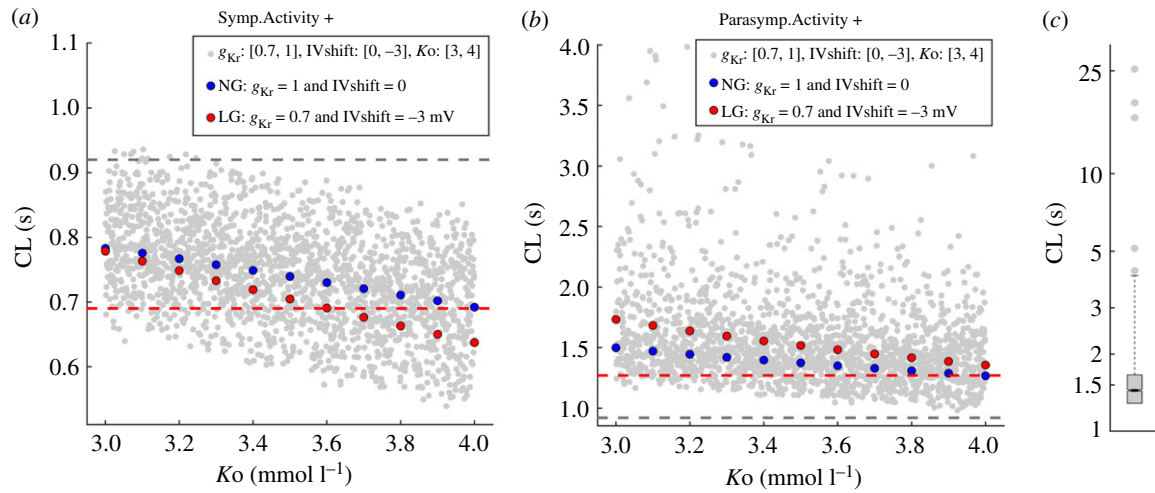 (a)
Symp.Activity +
1.1
1.0
0.9
0.8
0.7
0.6
CL (s)
gKr: [0.7, 1], IVshift: [0, −3], Ko: [3, 4]
NG: gKr = 1 and IVshift = 0
LG: gKr = 0.7 and IVshift = −3 mV
3.0 3.2 3.4 3.6 3.8 4.0
Ko (mmol l⁻¹)
(b)
Parasymp.Activity +
4.0
3.5
3.0
2.5
2.0
1.5
1.0
CL (s)
gKr: [0.7, 1], IVshift: [0, −3], Ko: [3, 4]
NG: gKr = 1 and IVshift = 0
LG: gKr = 0.7 and IVshift = −3 mV
3.0 3.2 3.4 3.6 3.8 4.0
Ko (mmol l⁻¹)
(c)
25
10
5
3
2
1.5
1
CL (s)